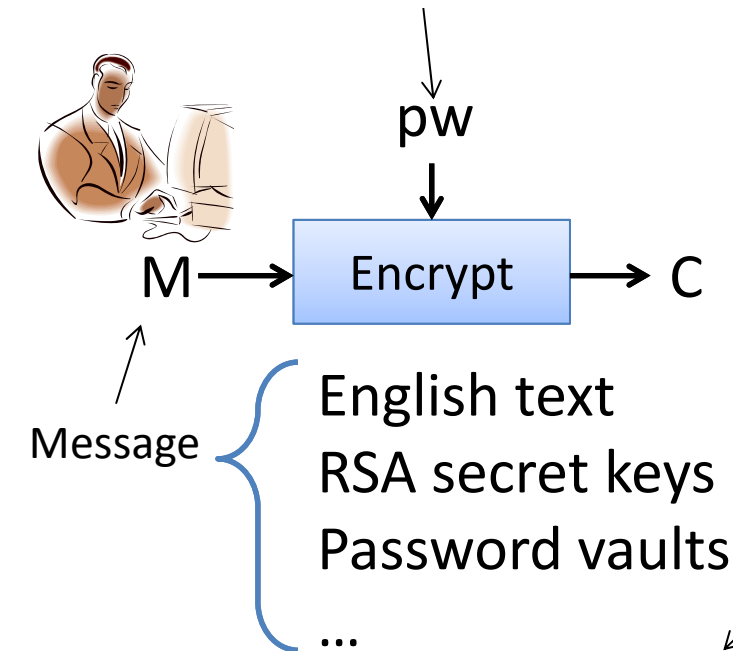 pw
M Encrypt C
Message
English text
RSA secret keys
Password vaults
...